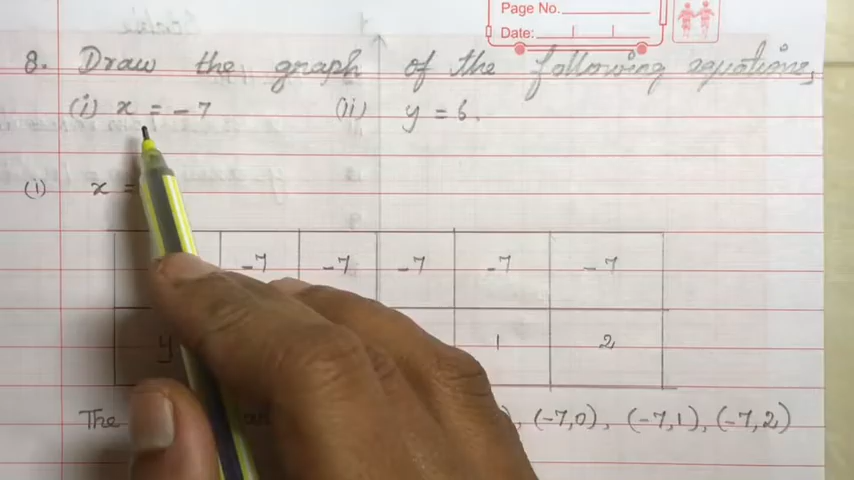 Page No.
Date:
8. Draw the graph of the following equations,
(i) x = -7 (ii) y = 6.
(i) x =
-7 -7 -7 -7 -7
y 1 2
The (-7,0), (-7,1), (-7,2)